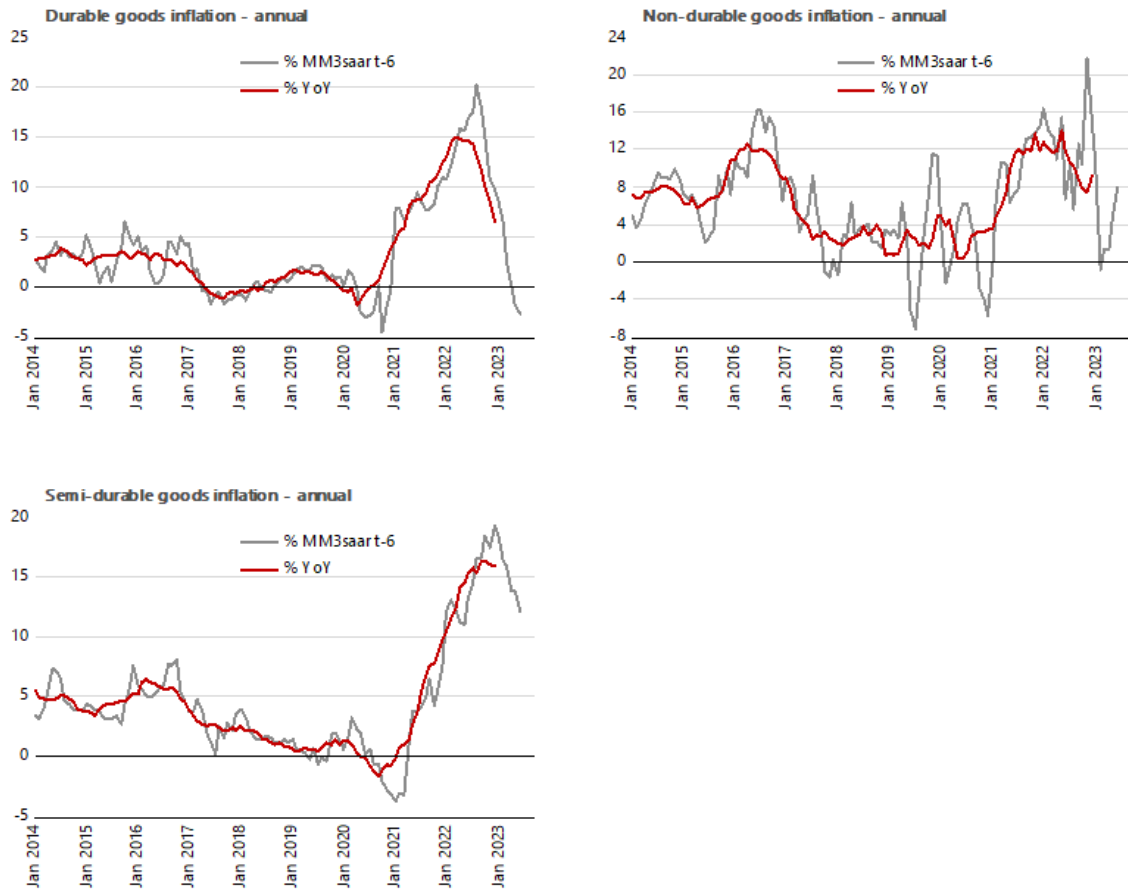 Durable goods inflation - annual
25
20
15
10
5
0
-5
% MM3saart-6
% YoY
Jan 2014
Jan 2015
Jan 2016
Jan 2017
Jan 2018
Jan 2019
Jan 2020
Jan 2021
Jan 2022
Jan 2023
Non-durable goods inflation - annual
24
20
16
12
8
4
0
-4
-8
% MM3saart-6
% YoY
Jan 2014
Jan 2015
Jan 2016
Jan 2017
Jan 2018
Jan 2019
Jan 2020
Jan 2021
Jan 2022
Jan 2023
Semi-durable goods inflation - annual
20
15
10
5
0
-5
% MM3saart-6
% YoY
Jan 2014
Jan 2015
Jan 2016
Jan 2017
Jan 2018
Jan 2019
Jan 2020
Jan 2021
Jan 2022
Jan 2023